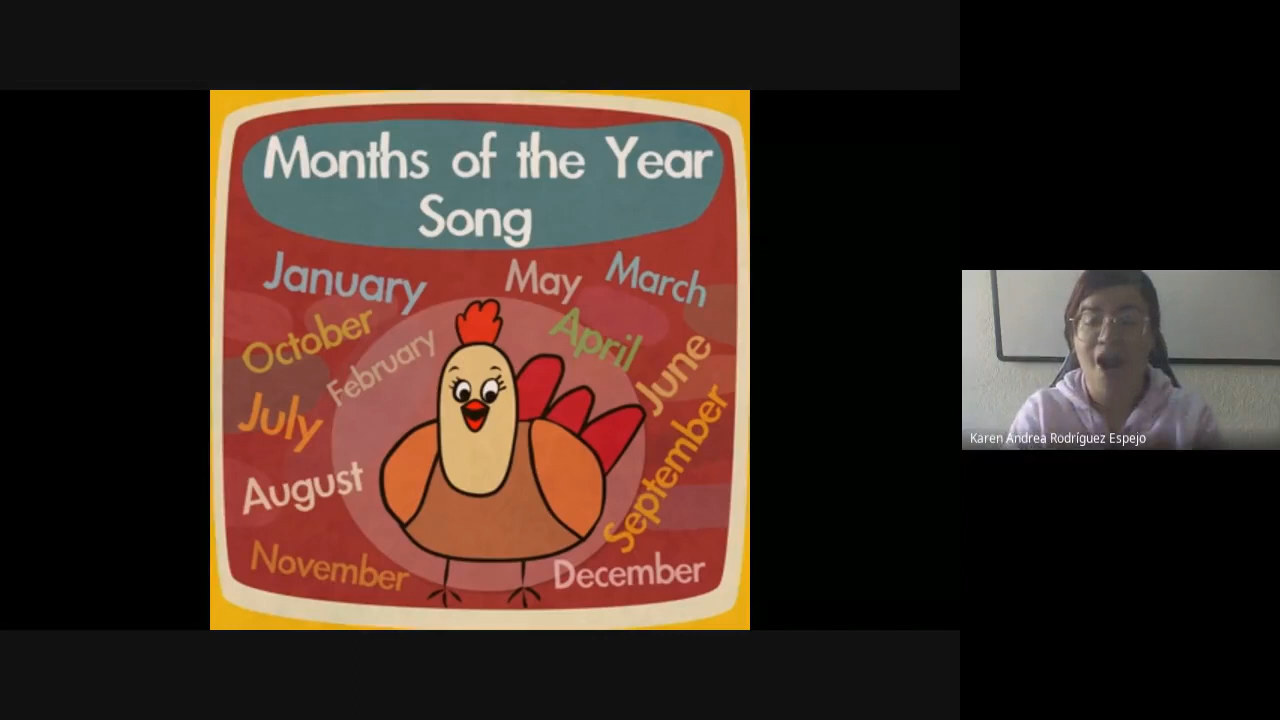 Months of the Year
Song
January
May
March
October
February
April
June
July
September
August
November
December
Karen Andrea Rodríguez Espejo